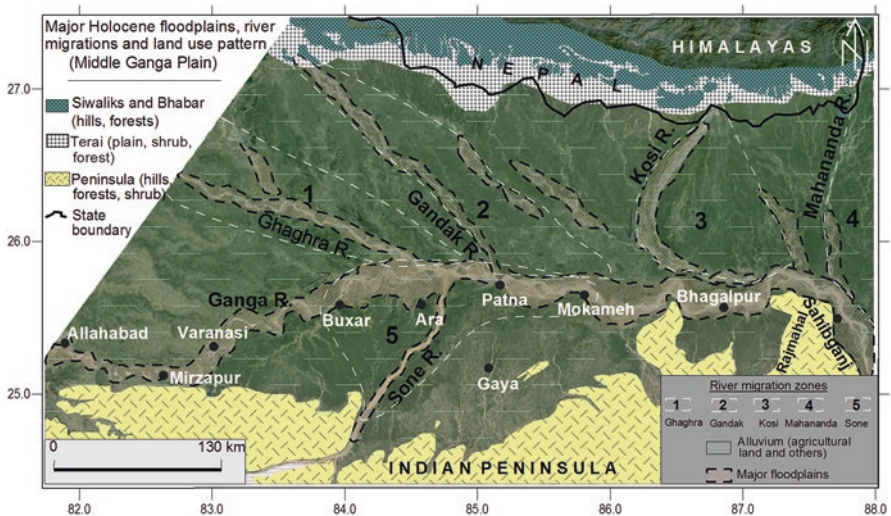 Major Holocene floodplains, river
migrations and land use pattern
(Middle Ganga Plain)
Siwaliks and Bhabar
(hills, forests)
Terai (plain, shrub,
forest)
Peninsula (hills,
forests, shrub)
State
boundary
HIMALAYAS
N
NEPAL
27.0
26.0
25.0
Kosi R.
Mahananda R.
1
2
3
4
5
Ghaghra R.
Gandak R.
Ganga R.
Patna
Mokameh
Bhagalpur
Rajmahal
Sahibganj
Allahabad
Varanasi
Buxar
Ara
Mirzapur
Sone R.
Gaya
0
130 km
INDIAN PENINSULA
River migration zones
1 2 3 4 5
Ghaghra Gandak Kosi Mahananda Sone
Alluvium (agricultural
land and others)
Major floodplains
82.0 83.0 84.0 85.0 86.0 87.0 88.0